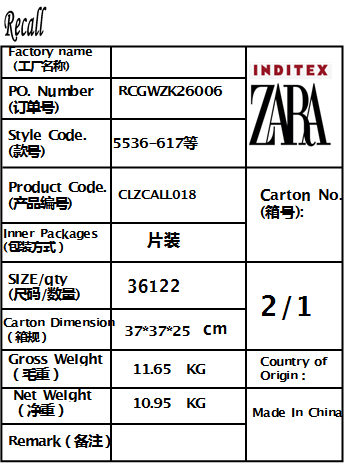 Recall
Factory name
(工厂名称)
INDITEX
ZARA
PO. Number
(订单号)
RCGWZK26006
Style Code.
(款号)
5536-617等
Product Code.
(产品编号)
CLZCALL018
Carton No.
(箱号):
Inner Packages
(包装方式)
片装
SIZE/qty
(尺码/数量)
36122
2/1
Carton Dimension
(箱规)
37*37*25 cm
Gross Weight
(毛重)
11.65 KG
Country of
Origin:
Net Weight
(净重)
10.95 KG
Made In China
Remark(备注)